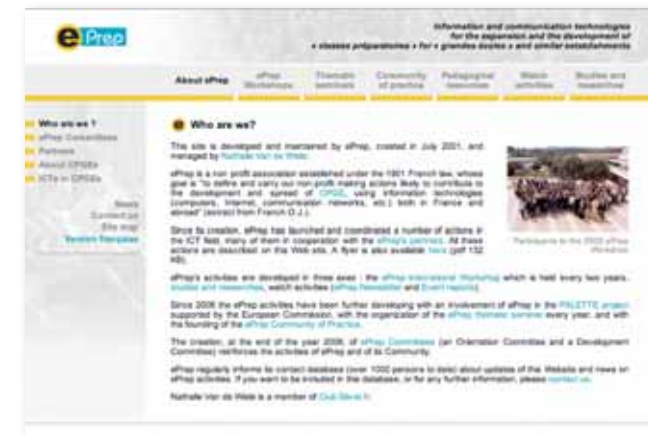 ePrep
Information and communication technologies
for the expansion and the development of
« classes préparatoires » for « grandes écoles » and similar establishments
About ePrep
ePrep Workshops
Thematic seminars
Community of practice
Pedagogical resources
Watch activities
Studies and researches
Who are we ?
ePrep Committees
Partners
About CPGEs
ICTs in CPGEs
News
Contact us
Site map
Version française
Who are we?
This site is developed and maintained by ePrep, created in July 2001, and
managed by Nathalie Van de Wiele.
ePrep is a non profit association established under the 1901 French law, whose
goal is "to define and carry out non profit making actions likely to contribute to
the development and spread of CPGE, using information technologies
(computers, Internet, communication networks, etc.) both in France and
abroad" (extract from French O.J.).
Since its creation, ePrep has launched and coordinated a number of actions in
the ICT field, many of them in cooperation with the ePrep's partners. All these
actions are described on this Web site. A flyer is also available here (pdf 132
KB).
Participants to the ePrep
Workshop
ePrep's activities are developed in three axes : the ePrep International Workshop which is held every two years,
studies and researches, watch activities (ePrep Newsletter and Event reports).
Since 2006 the ePrep activities have been further developing with an involvement of ePrep in the PALETTE project
supported by the European Commission, with the organization of the ePrep thematic seminar every year, and with
the founding of the ePrep Community of Practice.
The creation, at the end of the year 2008, of ePrep Committees (an Orientation Committee and a Development
Committee) reinforces the activities of ePrep and of its Community.
ePrep regularly informs its contact database (over 1000 persons to date) about updates of this Website and news on
ePrep activities. If you want to be included in this database, or for any further information, please contact us.
Nathalie Van de Wiele is a member of